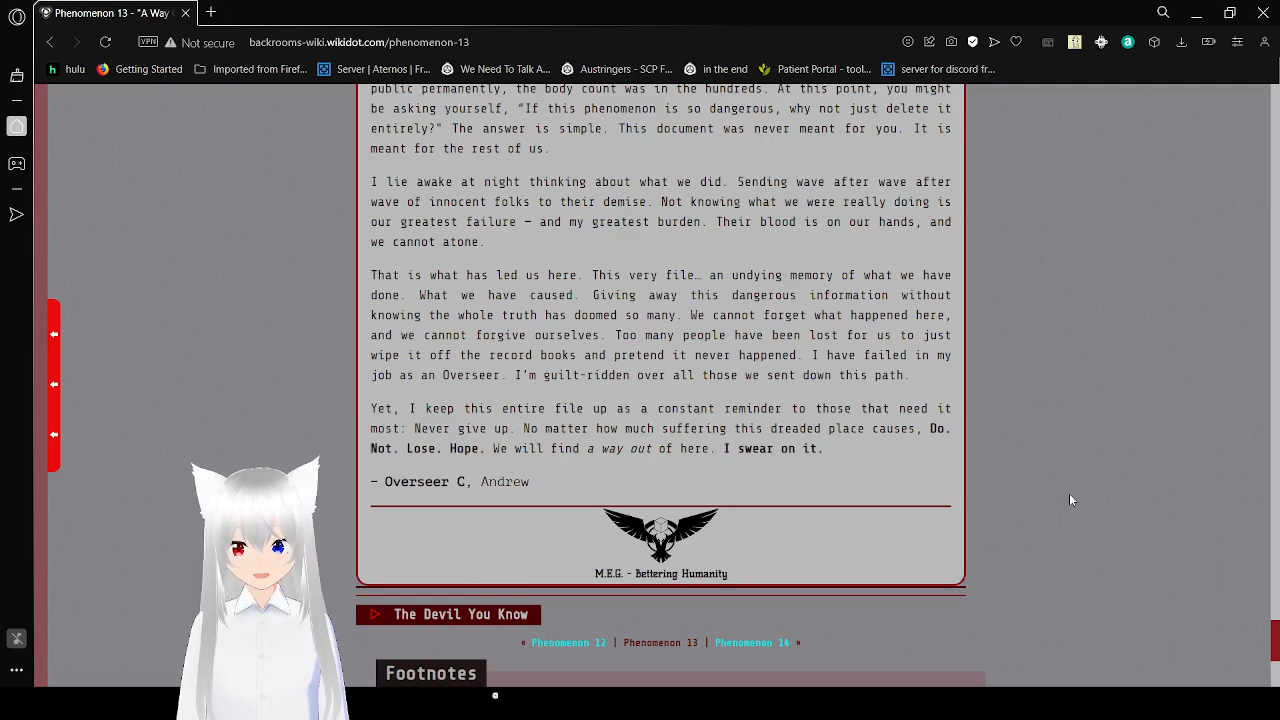 Phenomenon 13 - "A Way
VPN Not secure backrooms-wiki.wikidot.com/phenomenon-13
hulu Getting Started Imported from Firef... Server | Aternos | Fr... We Need To Talk A... Austringers - SCP F... in the end Patient Portal - tool... server for discord fr...
public permanently, the body count was in the hundreds. At this point, you might
be asking yourself, “If this phenomenon is so dangerous, why not just delete it
entirely?" The answer is simple. This document was never meant for you. It is
meant for the rest of us.
I lie awake at night thinking about what we did. Sending wave after wave after
wave of innocent folks to their demise. Not knowing what we were really doing is
our greatest failure — and my greatest burden. Their blood is on our hands, and
we cannot atone.
That is what has led us here. This very file… an undying memory of what we have
done. What we have caused. Giving away this dangerous information without
knowing the whole truth has doomed so many. We cannot forget what happened here,
and we cannot forgive ourselves. Too many people have been lost for us to just
wipe it off the record books and pretend it never happened. I have failed in my
job as an Overseer. I'm guilt-ridden over all those we sent down this path.
Yet, I keep this entire file up as a constant reminder to those that need it
most: Never give up. No matter how much suffering this dreaded place causes, Do.
Not. Lose. Hope. We will find a way out of here. I swear on it.
— Overseer C, Andrew
M.E.G. - Bettering Humanity
▷ The Devil You Know
« Phenomenon 12 | Phenomenon 13 | Phenomenon 14 »
Footnotes